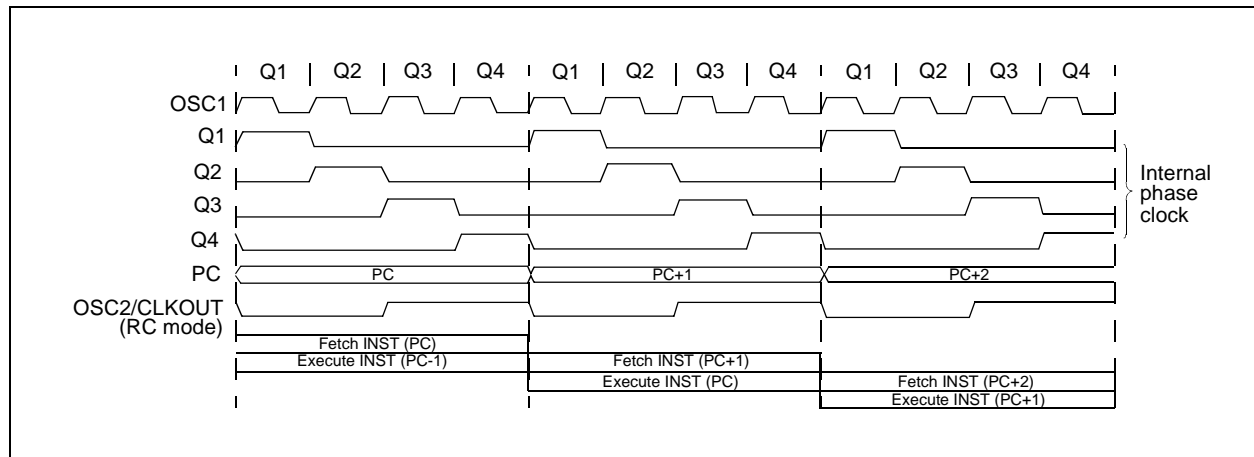 Q1 Q2 Q3 Q4 Q1 Q2 Q3 Q4 Q1 Q2 Q3 Q4
OSC1
Q1
Q2
Q3
Q4
PC
PC PC+1 PC+2
OSC2/CLKOUT
(RC mode)
Internal
phase
clock
Fetch INST (PC)
Execute INST (PC-1) Fetch INST (PC+1)
Execute INST (PC) Fetch INST (PC+2)
Execute INST (PC+1)